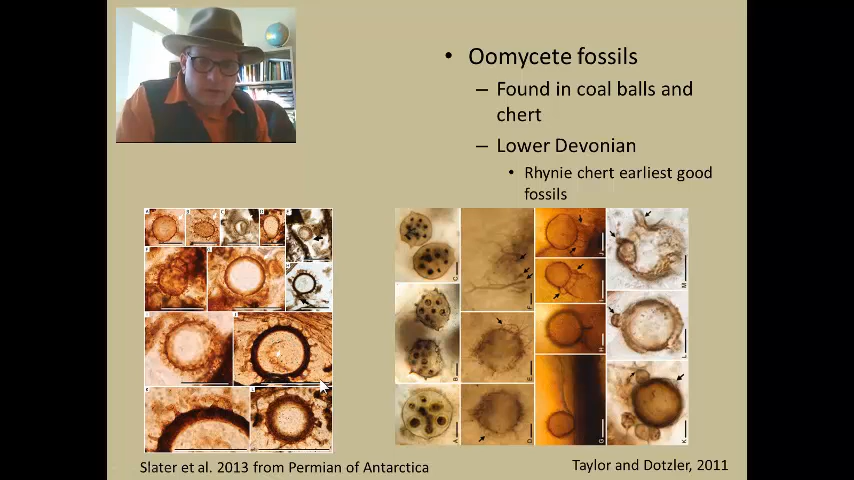 • Oomycete fossils
– Found in coal balls and
chert
– Lower Devonian
• Rhynie chert earliest good
fossils
Slater et al. 2013 from Permian of Antarctica
Taylor and Dotzler, 2011